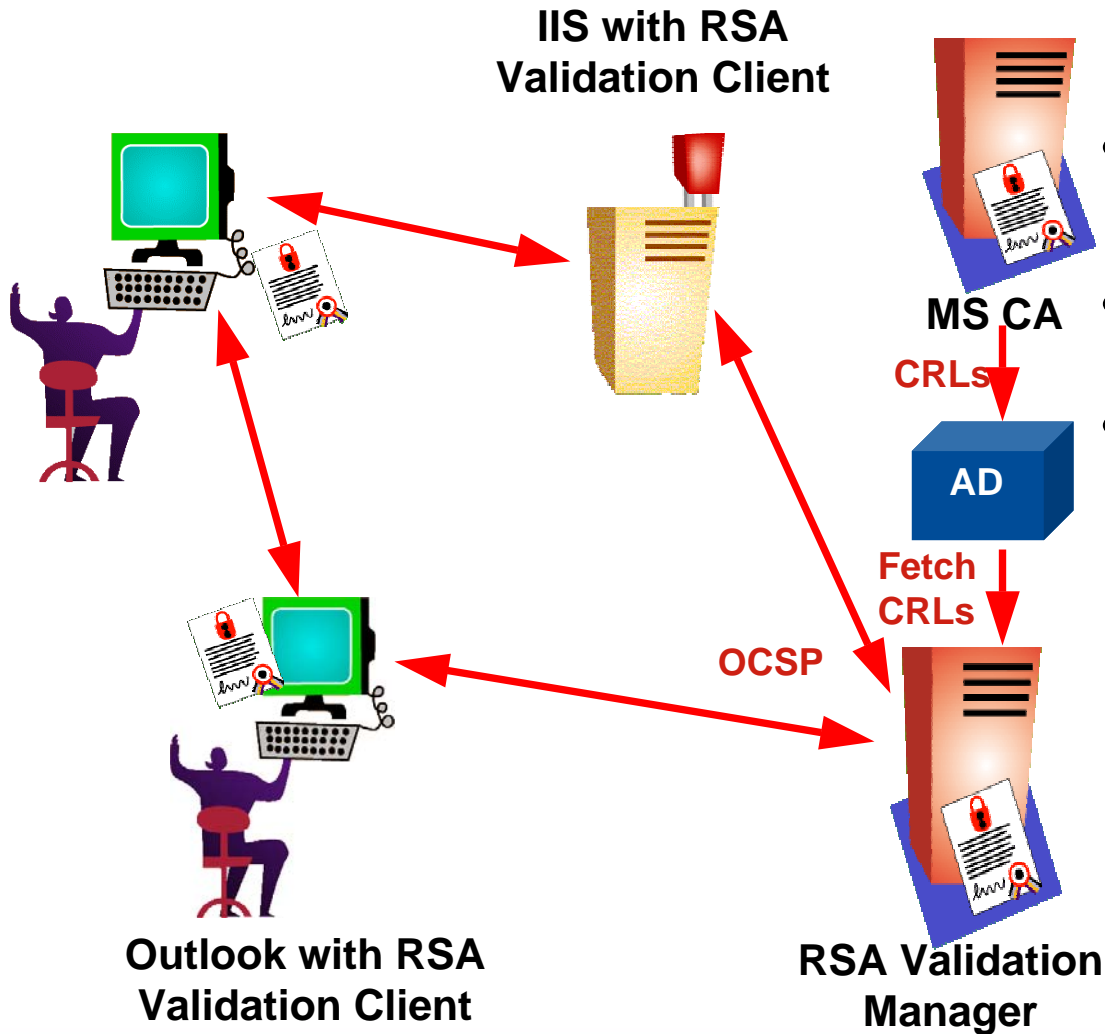 IIS with RSA
Validation Client
MS CA
CRLs
AD
Fetch
CRLs
OCSP
Outlook with RSA
Validation Client
RSA Validation
Manager